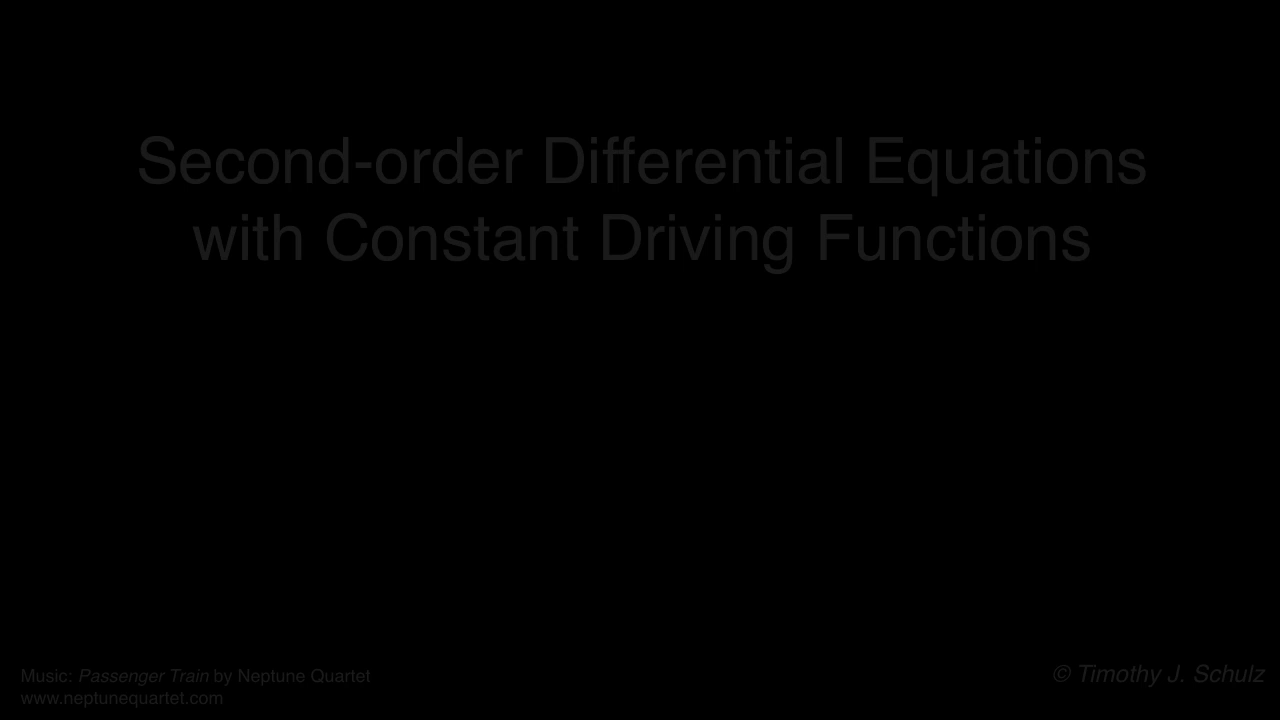 Second-order Differential Equations
with Constant Driving Functions
Music: Passenger Train by Neptune Quartet
www.neptunequartet.com
© Timothy J. Schulz